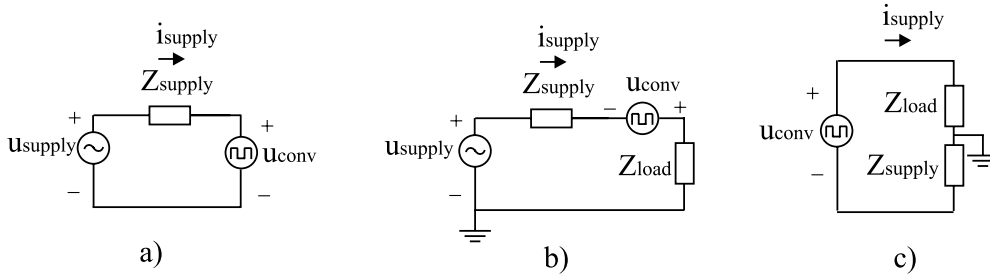 isupply
Zsupply
+
+
usupply
uconv
–
–
a)
isupply
Zsupply
uconv
–
+
+
usupply
Zload
–
b)
isupply
+
Zload
uconv
Zsupply
–
c)